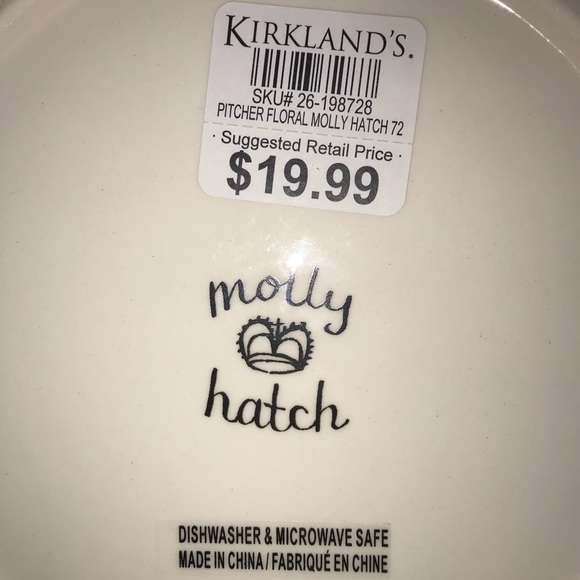 KIRKLAND'S.
SKU# 26-198728
PITCHER FLORAL MOLLY HATCH 72
· Suggested Retail Price ·
$19.99
molly
hatch
DISHWASHER & MICROWAVE SAFE
MADE IN CHINA / FABRIQUÉ EN CHINE